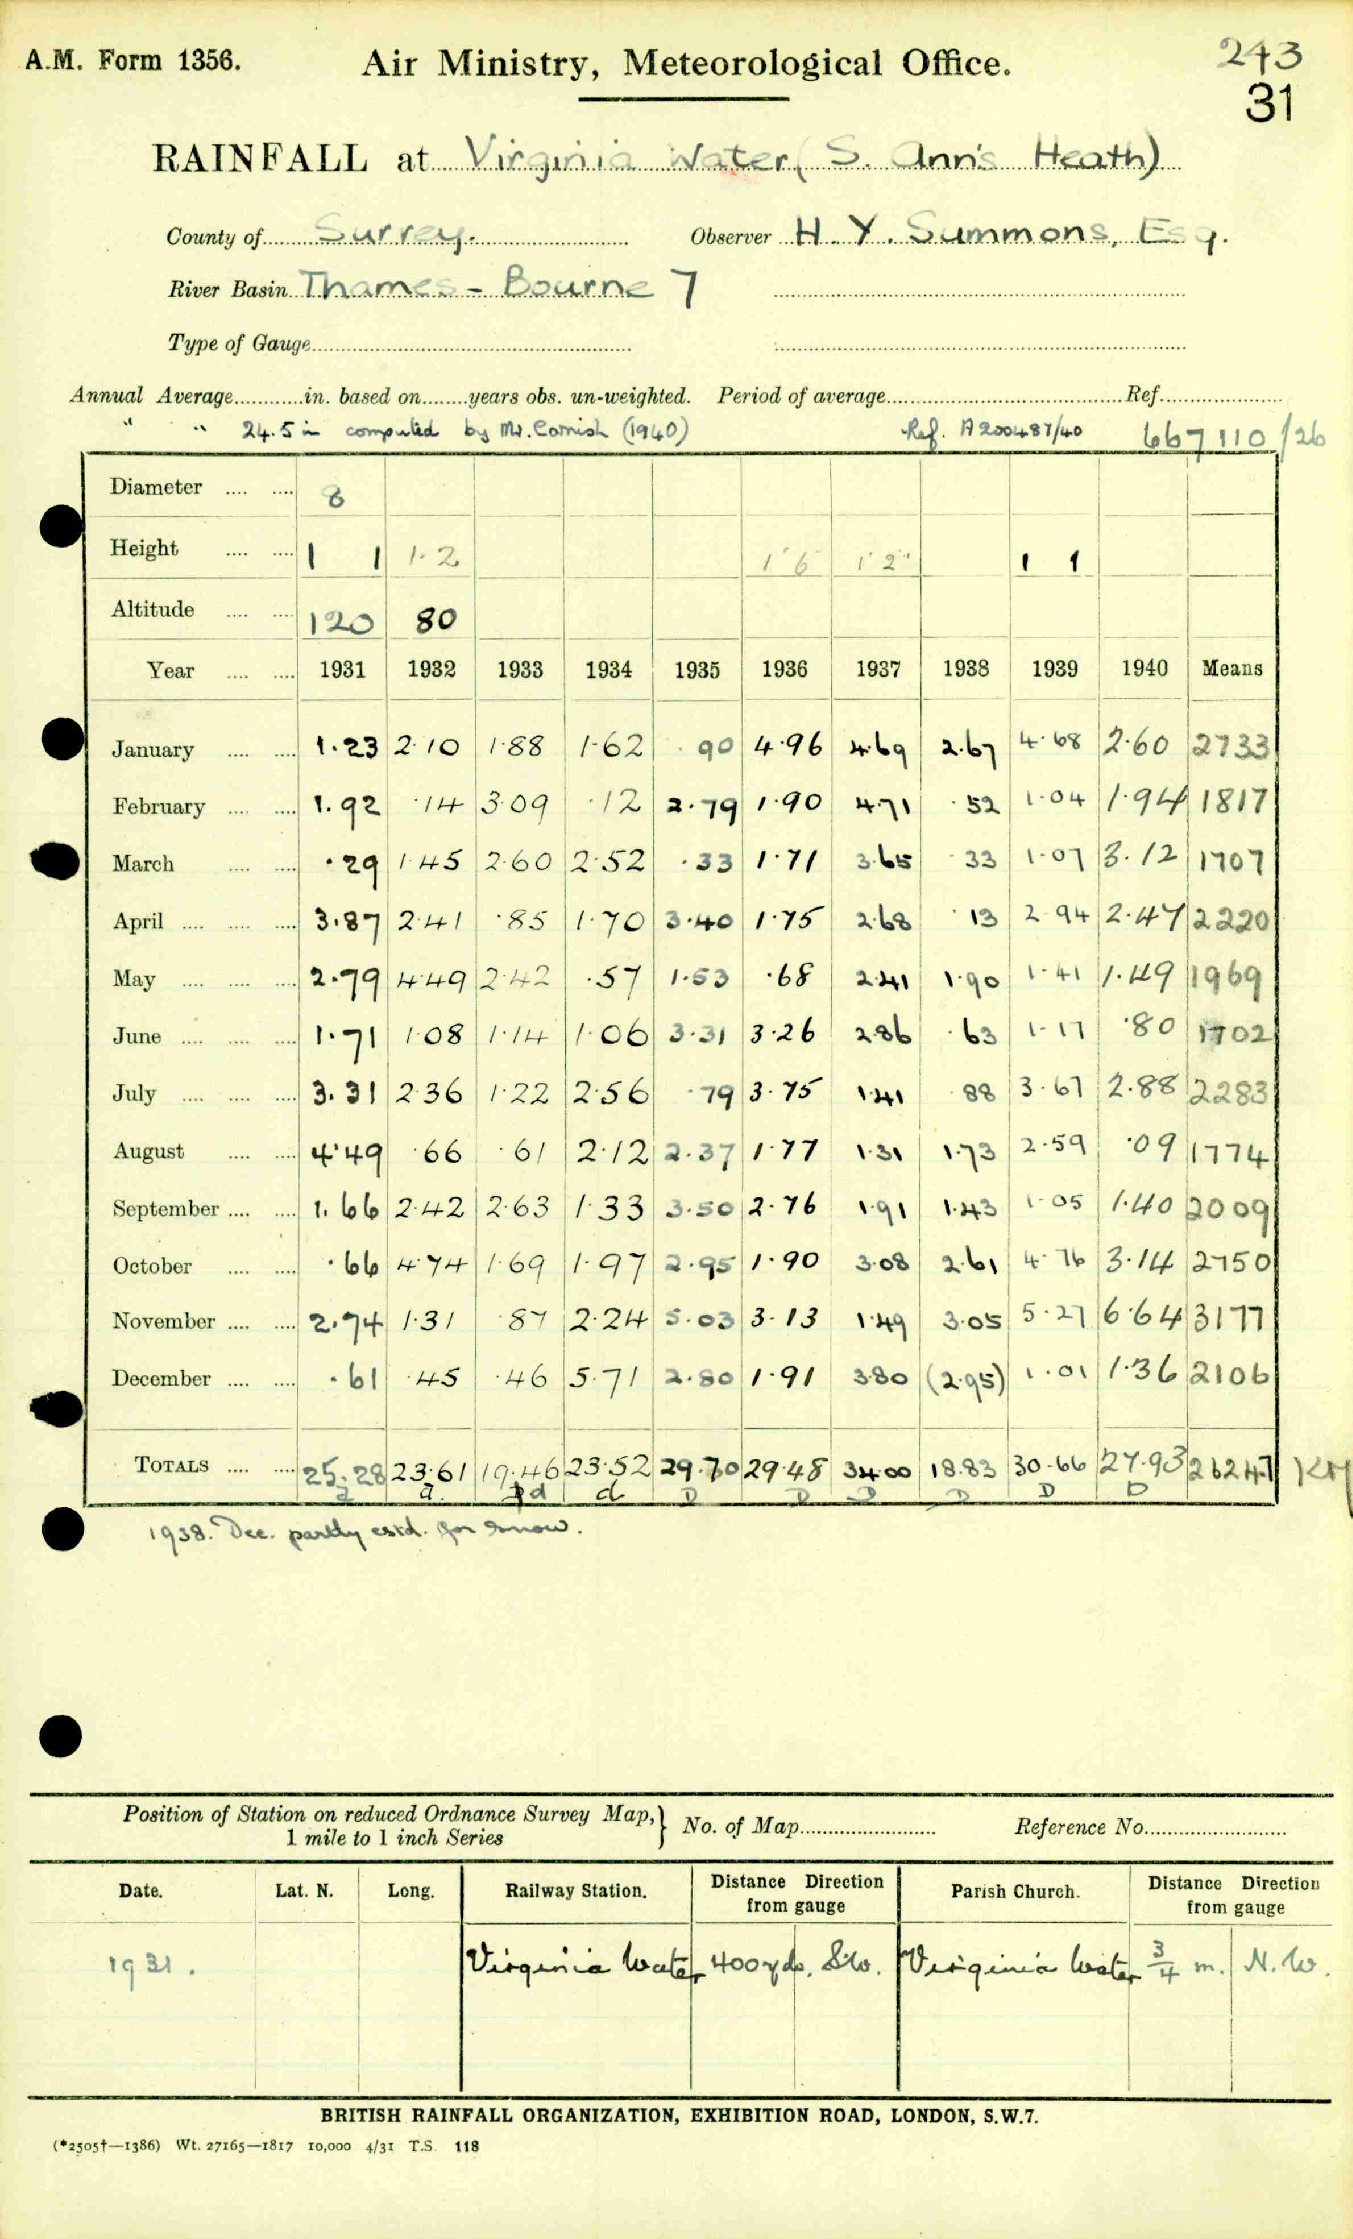 A.M. Form 1356.
Air Ministry, Meteorological Office.
243
31
RAINFALL at Virginia Water (S. Ann's Heath)
County of Surrey. Observer H. Y. Summons, Esq.
River Basin Thames - Bourne 7
Type of Gauge
Annual Average in. based on years obs. un-weighted. Period of average Ref.
" " 24.5 in computed by Mr. Cornish (1940) Ref. A200487/40 667110/26
Diameter 8
Height 1 1 1·2 1'6 1'2" 1 1
Altitude 120 80
Year 1931 1932 1933 1934 1935 1936 1937 1938 1939 1940 Means
January 1.23 2.10 1.88 1.62 .90 4.96 4.69 2.67 4.68 2.60 2733
February 1.92 .14 3.09 .12 2.79 1.90 4.71 .52 1.04 1.94 1817
March .29 1.45 2.60 2.52 .33 1.71 3.65 .33 1.07 3.12 1707
April 3.87 2.41 .85 1.70 3.40 1.75 2.68 .13 2.94 2.47 2220
May 2.79 4.49 2.42 .57 1.53 .68 2.41 1.90 1.41 1.49 1969
June 1.71 1.08 1.14 1.06 3.31 3.26 2.86 .63 1.17 .80 1702
July 3.31 2.36 1.22 2.56 .79 3.75 1.41 .88 3.67 2.88 2283
August 4.49 .66 .61 2.12 2.37 1.77 1.31 1.73 2.59 .09 1774
September 1.66 2.42 2.63 1.33 3.50 2.76 1.91 1.43 1.05 1.40 2009
October .66 4.74 1.69 1.97 2.95 1.90 3.08 2.61 4.76 3.14 2750
November 2.74 1.31 .87 2.24 5.03 3.13 1.49 3.05 5.27 6.64 3177
December .61 .45 .46 5.71 2.80 1.91 3.80 (2.95) 1.01 1.36 2106
TOTALS 25.28 23.61 19.46 23.52 29.70 29.48 34.00 18.83 30.66 27.93 26247
a a d d D D D D D D
1938. Dec. partly estd. for snow.
Position of Station on reduced Ordnance Survey Map, 1 mile to 1 inch Series } No. of Map Reference No.
Date. Lat. N. Long. Railway Station. Distance Direction from gauge Parish Church. Distance Direction from gauge
1931. Virginia Water 400 yds. S.W. Virginia Water 3/4 m. N.W.
BRITISH RAINFALL ORGANIZATION, EXHIBITION ROAD, LONDON, S.W.7.
(*2505†—1386) Wt. 27165—1817 10,000 4/31 T.S. 118